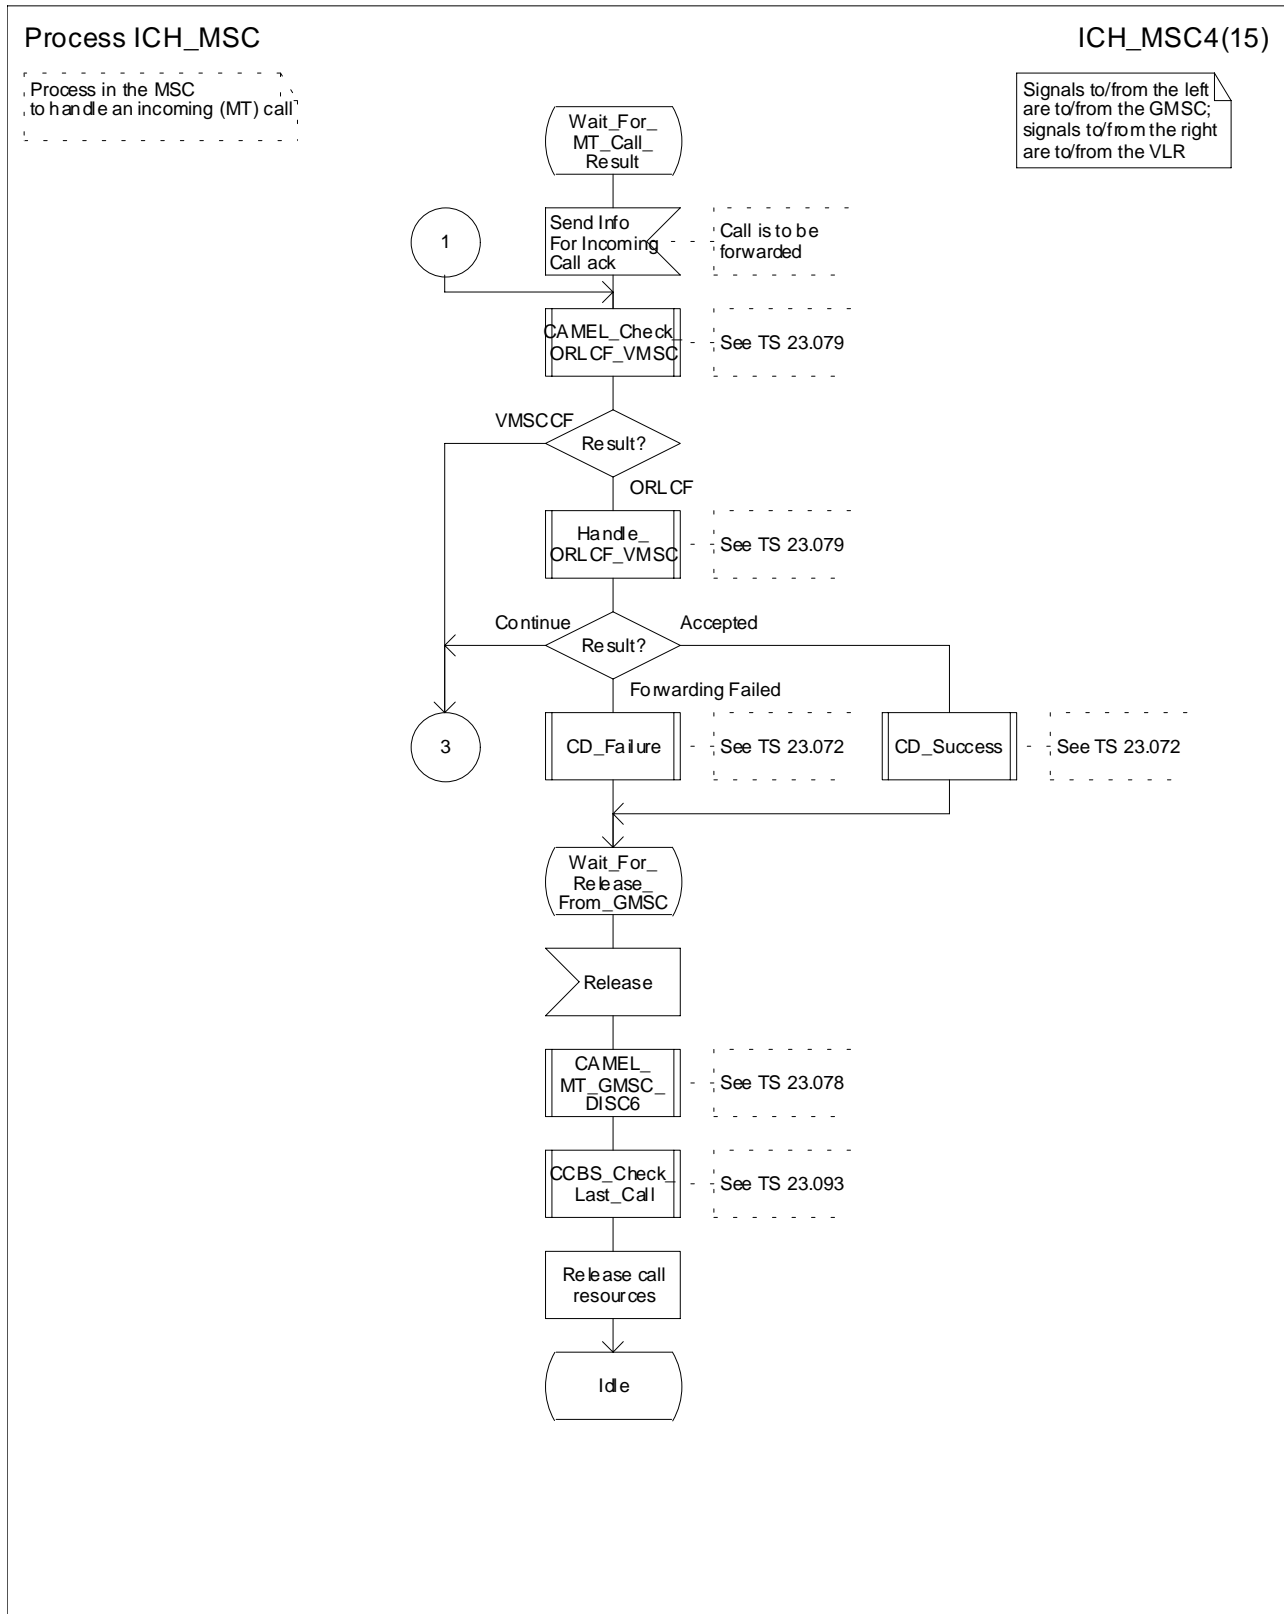 Process ICH_MSC
ICH_MSC4(15)
Process in the MSC
to handle an incoming (MT) call
Signals to/from the left
are to/from the GMSC;
signals to/from the right
are to/from the VLR
Wait_For_
MT_Call_
Result
1
Send Info
For Incoming
Call ack
Call is to be
forwarded
CAMEL_Check_
ORLCF_VMSC
See TS 23.079
VMSCCF
Result?
ORLCF
Handle_
ORLCF_VMSC
See TS 23.079
Continue
Result?
Accepted
Forwarding Failed
3
CD_Failure
See TS 23.072
CD_Success
See TS 23.072
Wait_For_
Release_
From_GMSC
Release
CAMEL_
MT_GMSC_
DISC6
See TS 23.078
CCBS_Check_
Last_Call
See TS 23.093
Release call
resources
Idle